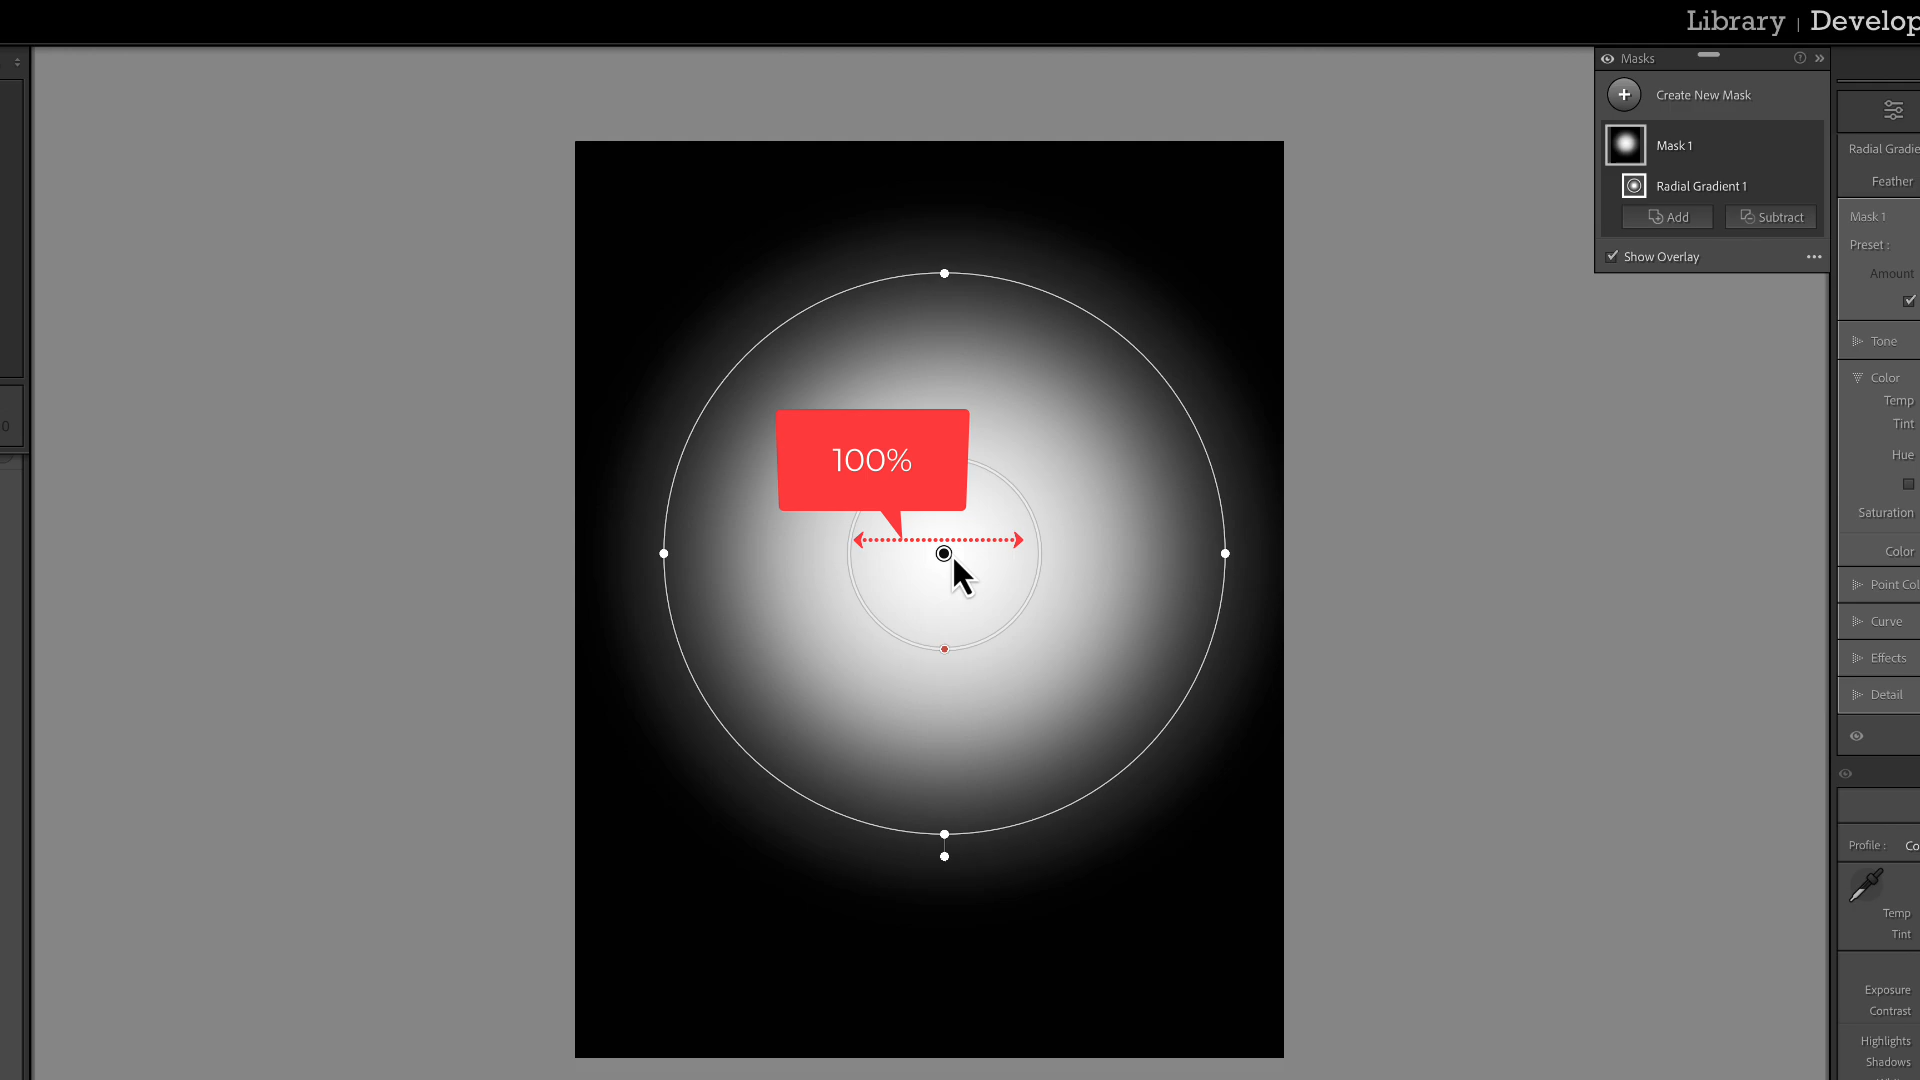 Library | Develop
Masks
Create New Mask
Mask 1
Radial Gradient 1
Add
Subtract
Show Overlay
100%
0
Radial Gradie
Feather
Mask 1
Preset :
Amount
Tone
Color
Temp
Tint
Hue
Saturation
Color
Point Col
Curve
Effects
Detail
Profile : Co
Temp
Tint
Exposure
Contrast
Highlights
Shadows